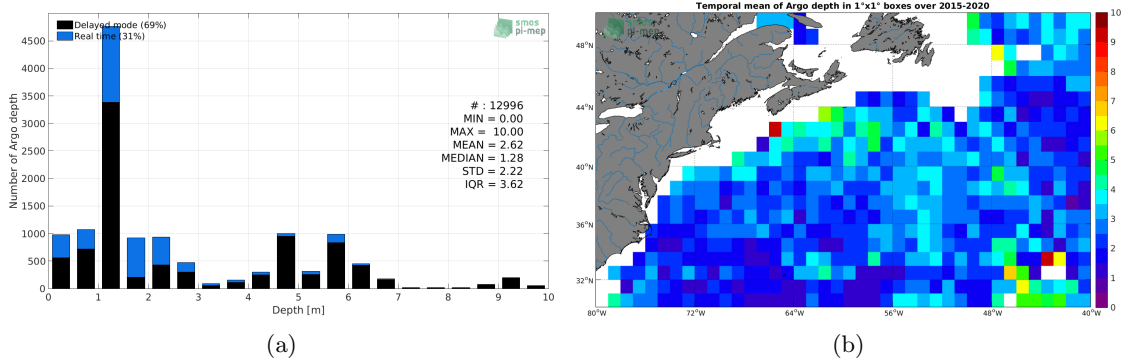 Delayed mode (69%)
Real time (31%)
smos
pi-mep
Number of Argo depth
5000
4500
4000
3500
3000
2500
2000
1500
1000
500
0
# : 12996
MIN = 0.00
MAX = 10.00
MEAN = 2.62
MEDIAN = 1.28
STD = 2.22
IQR = 3.62
0 1 2 3 4 5 6 7 8 9 10
Depth [m]
(a)
Temporal mean of Argo depth in 1°x1° boxes over 2015-2020
smos
pi-mep
48°N
44°N
40°N
36°N
32°N
80°W 72°W 64°W 56°W 48°W 40°W
10
9
8
7
6
5
4
3
2
1
0
(b)